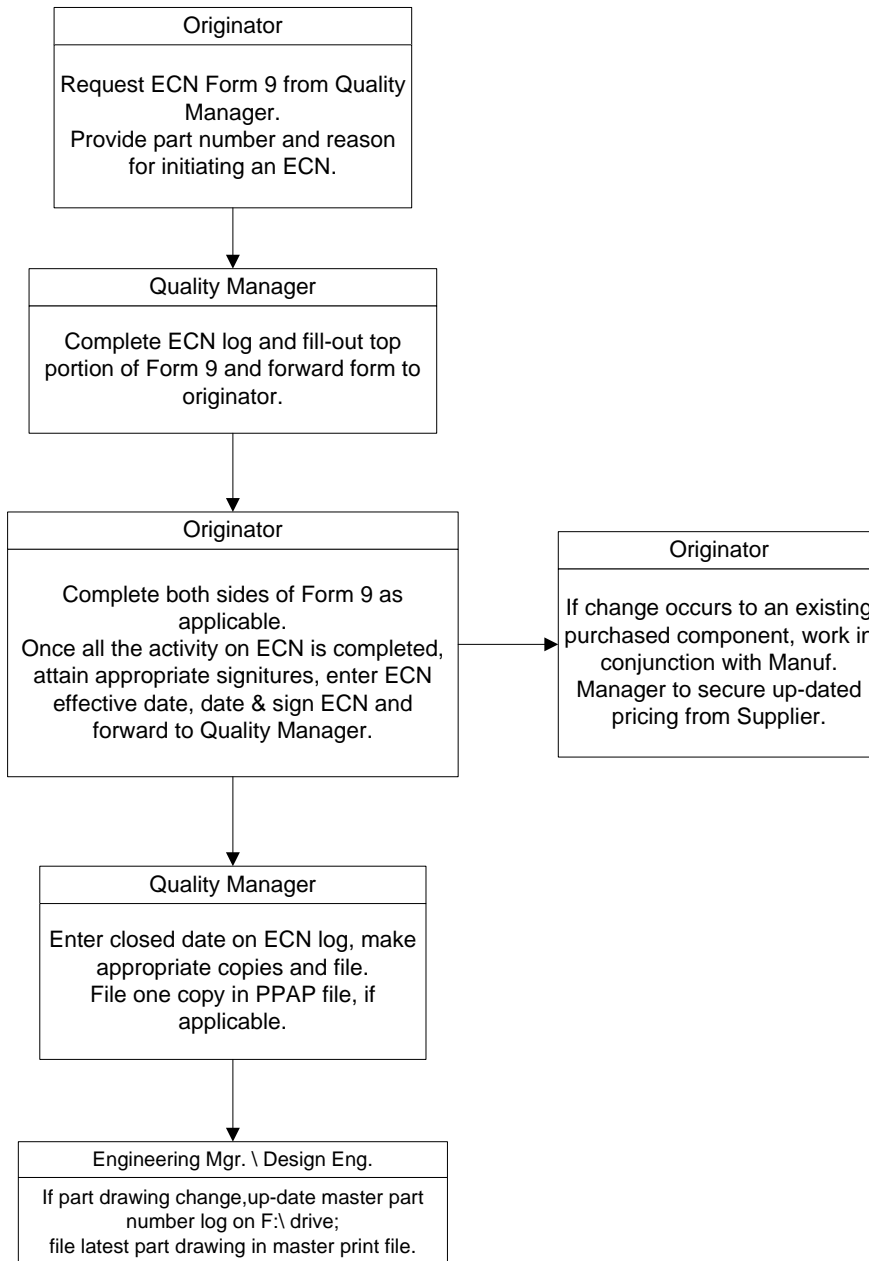 Originator
Request ECN Form 9 from Quality
Manager.
Provide part number and reason
for initiating an ECN.
Quality Manager
Complete ECN log and fill-out top
portion of Form 9 and forward form to
originator.
Originator
Complete both sides of Form 9 as
applicable.
Once all the activity on ECN is completed,
attain appropriate signitures, enter ECN
effective date, date & sign ECN and
forward to Quality Manager.
Originator
If change occurs to an existing
purchased component, work in
conjunction with Manuf.
Manager to secure up-dated
pricing from Supplier.
Quality Manager
Enter closed date on ECN log, make
appropriate copies and file.
File one copy in PPAP file, if
applicable.
Engineering Mgr. \ Design Eng.
If part drawing change,up-date master part
number log on F:\ drive;
file latest part drawing in master print file.